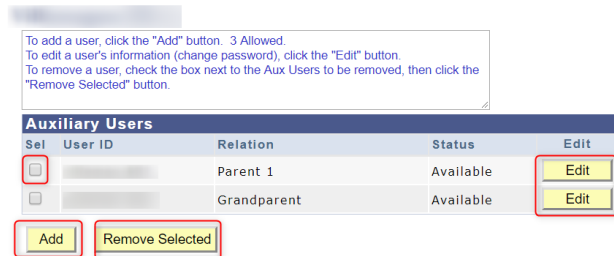 To add a user, click the "Add" button.  3 Allowed.
To edit a user's information (change password), click the "Edit" button.
To remove a user, check the box next to the Aux Users to be removed, then click the
"Remove Selected" button.
Auxiliary Users
Sel User ID Relation Status Edit
Parent 1 Available Edit
Grandparent Available Edit
Add Remove Selected